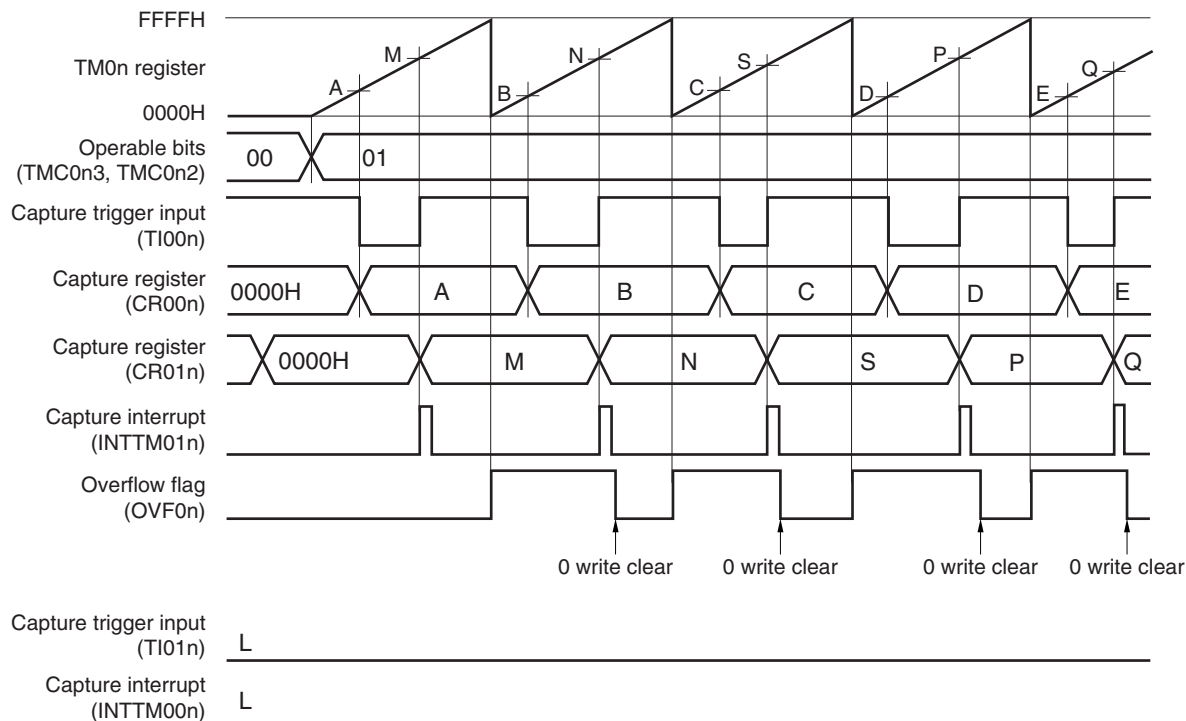 FFFFH
TM0n register
0000H
A M B N C S D P E Q
Operable bits
(TMC0n3, TMC0n2)
00 01
Capture trigger input
(TI00n)
Capture register
(CR00n)
0000H A B C D E
Capture register
(CR01n)
0000H M N S P Q
Capture interrupt
(INTTM01n)
Overflow flag
(OVF0n)
0 write clear 0 write clear 0 write clear 0 write clear
Capture trigger input
(TI01n)
L
Capture interrupt
(INTTM00n)
L